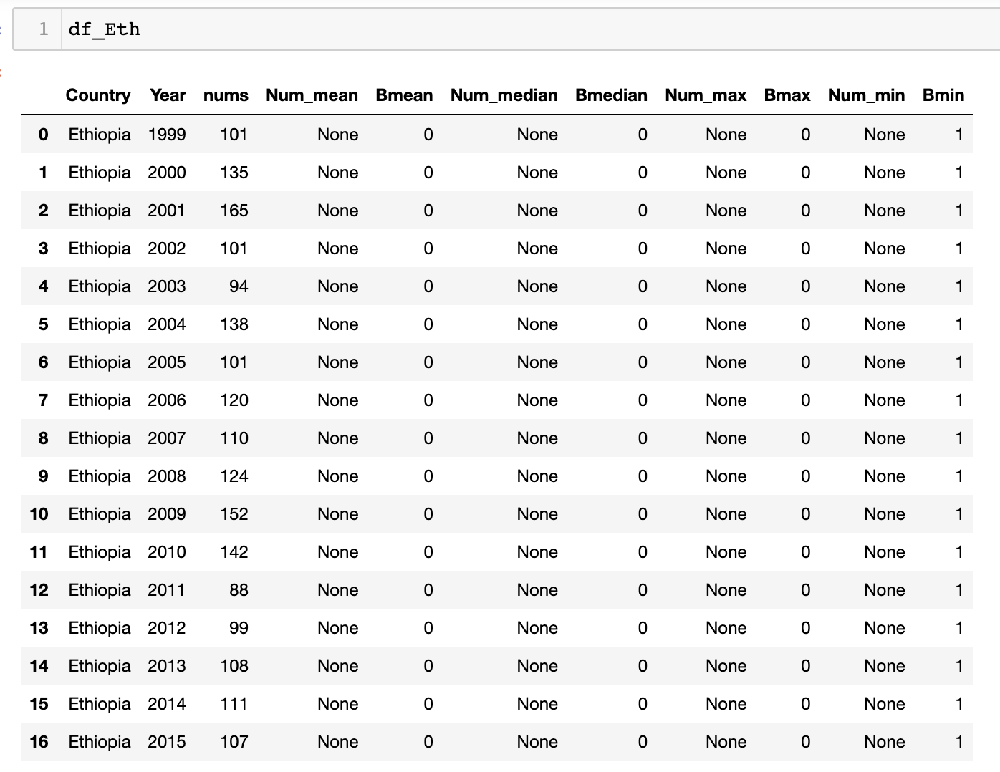 1 df_Eth
Country Year nums Num_mean Bmean Num_median Bmedian Num_max Bmax Num_min Bmin
0 Ethiopia 1999 101 None 0 None 0 None 0 None 1
1 Ethiopia 2000 135 None 0 None 0 None 0 None 1
2 Ethiopia 2001 165 None 0 None 0 None 0 None 1
3 Ethiopia 2002 101 None 0 None 0 None 0 None 1
4 Ethiopia 2003 94 None 0 None 0 None 0 None 1
5 Ethiopia 2004 138 None 0 None 0 None 0 None 1
6 Ethiopia 2005 101 None 0 None 0 None 0 None 1
7 Ethiopia 2006 120 None 0 None 0 None 0 None 1
8 Ethiopia 2007 110 None 0 None 0 None 0 None 1
9 Ethiopia 2008 124 None 0 None 0 None 0 None 1
10 Ethiopia 2009 152 None 0 None 0 None 0 None 1
11 Ethiopia 2010 142 None 0 None 0 None 0 None 1
12 Ethiopia 2011 88 None 0 None 0 None 0 None 1
13 Ethiopia 2012 99 None 0 None 0 None 0 None 1
14 Ethiopia 2013 108 None 0 None 0 None 0 None 1
15 Ethiopia 2014 111 None 0 None 0 None 0 None 1
16 Ethiopia 2015 107 None 0 None 0 None 0 None 1